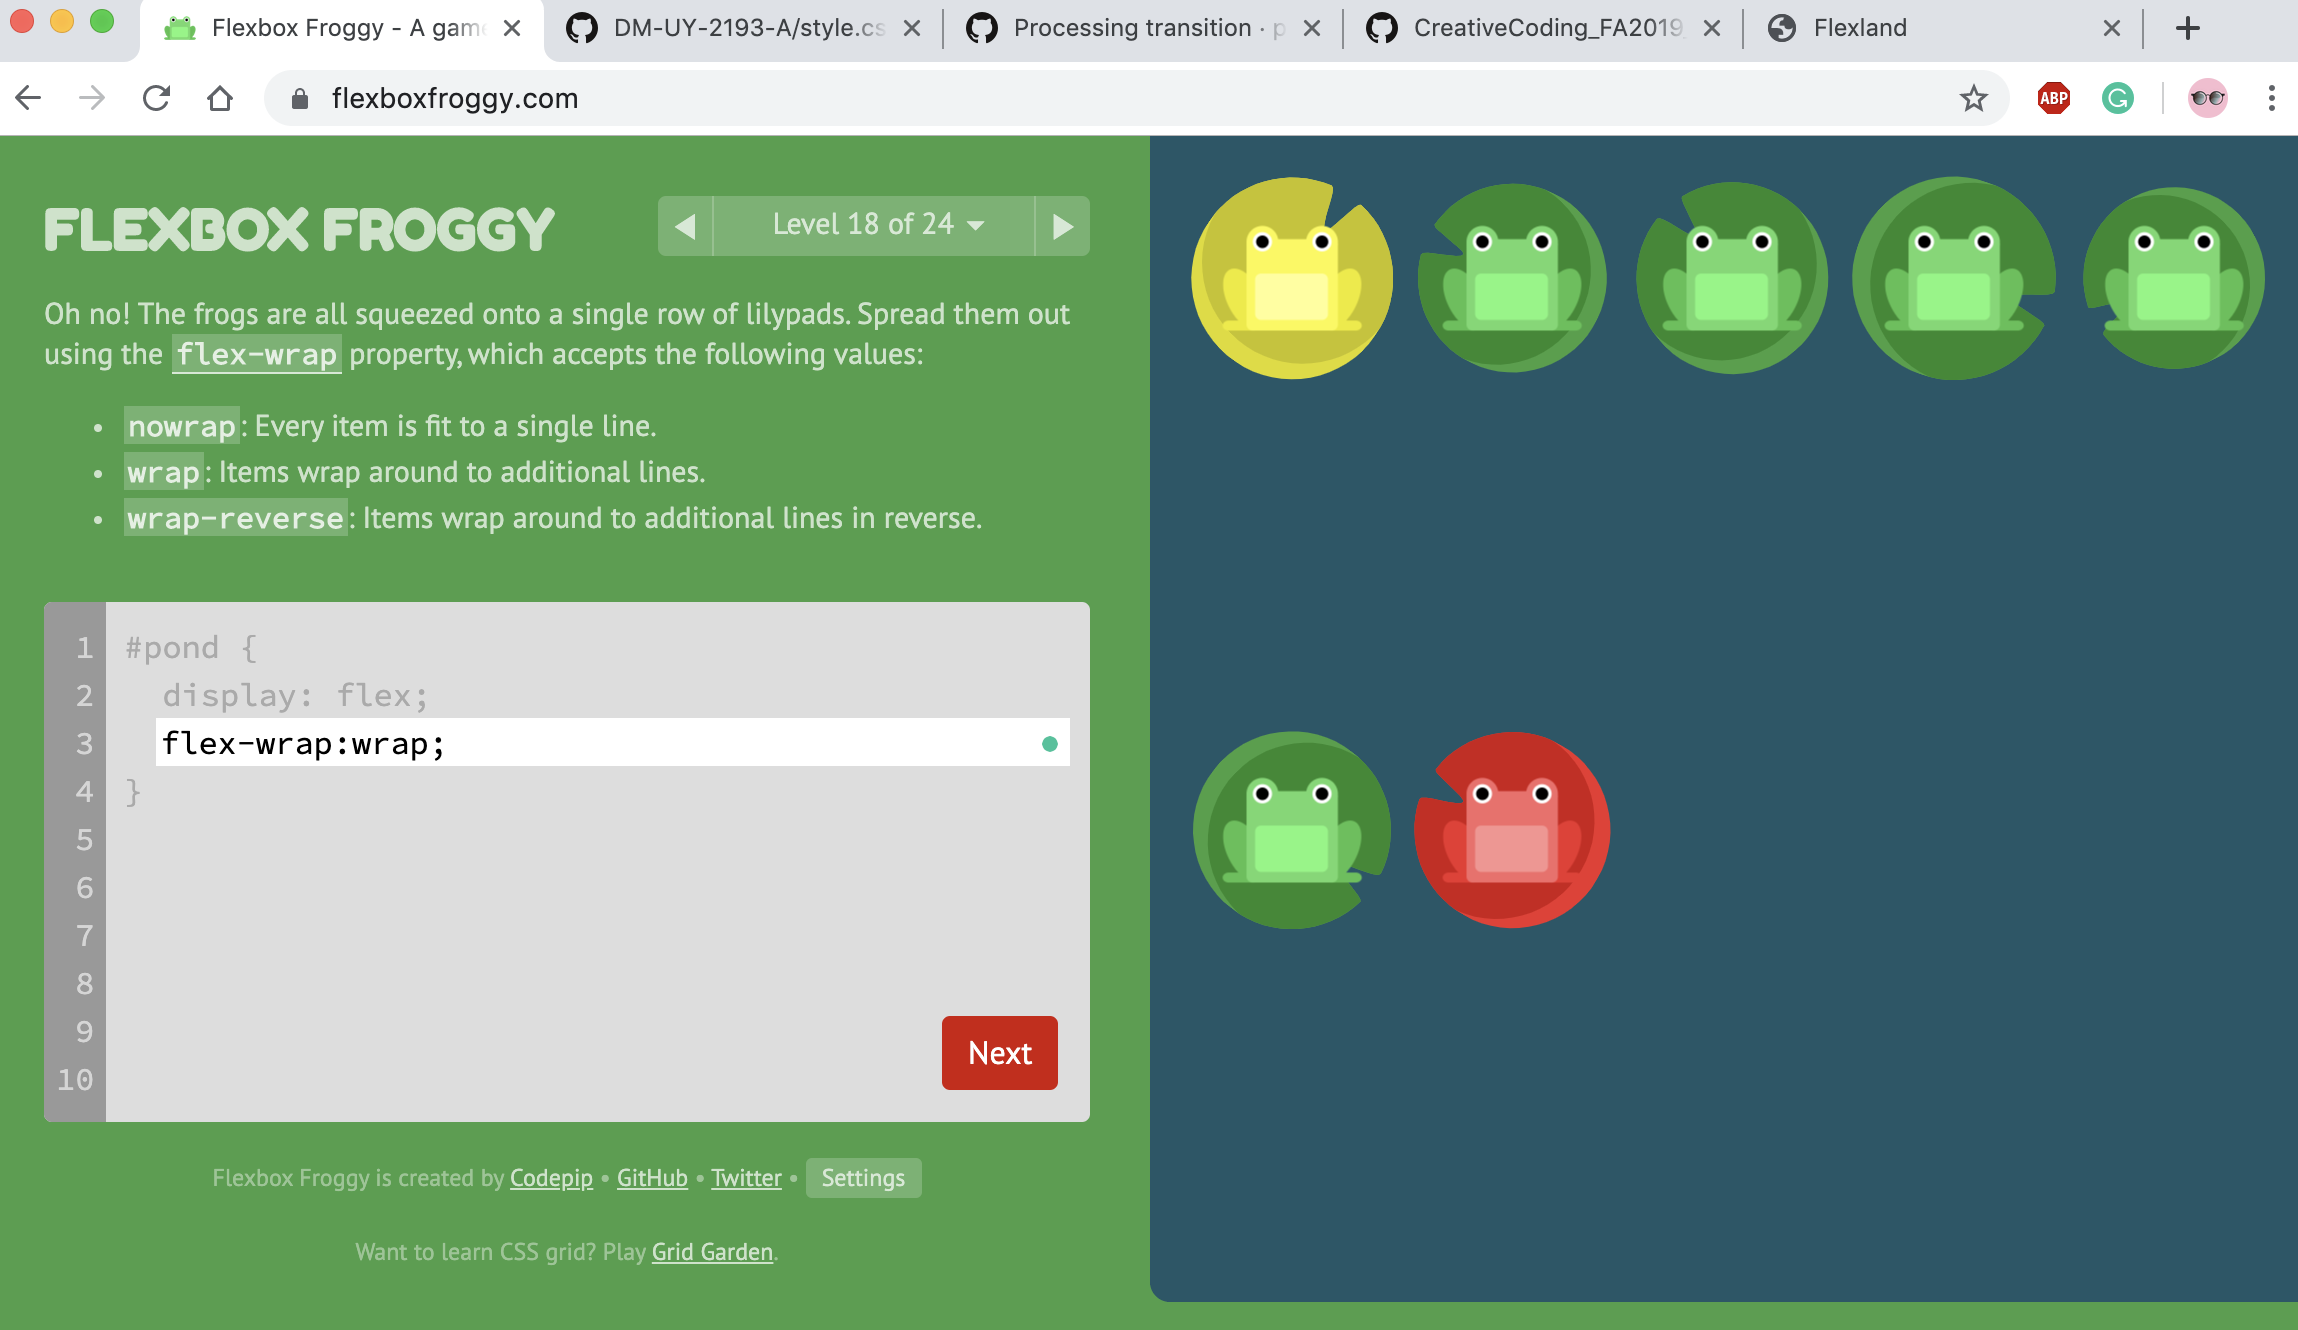 Flexbox Froggy - A game
DM-UY-2193-A/style.cs
Processing transition · p
CreativeCoding_FA2019
Flexland
flexboxfroggy.com
ABP
FLEXBOX FROGGY
Level 18 of 24
Oh no! The frogs are all squeezed onto a single row of lilypads. Spread them out
using the flex-wrap property, which accepts the following values:
• nowrap: Every item is fit to a single line.
• wrap: Items wrap around to additional lines.
• wrap-reverse: Items wrap around to additional lines in reverse.
1 #pond {
2 display: flex;
3 flex-wrap:wrap;
4 }
5
6
7
8
9
10
Next
Flexbox Froggy is created by Codepip • GitHub • Twitter • Settings
Want to learn CSS grid? Play Grid Garden.